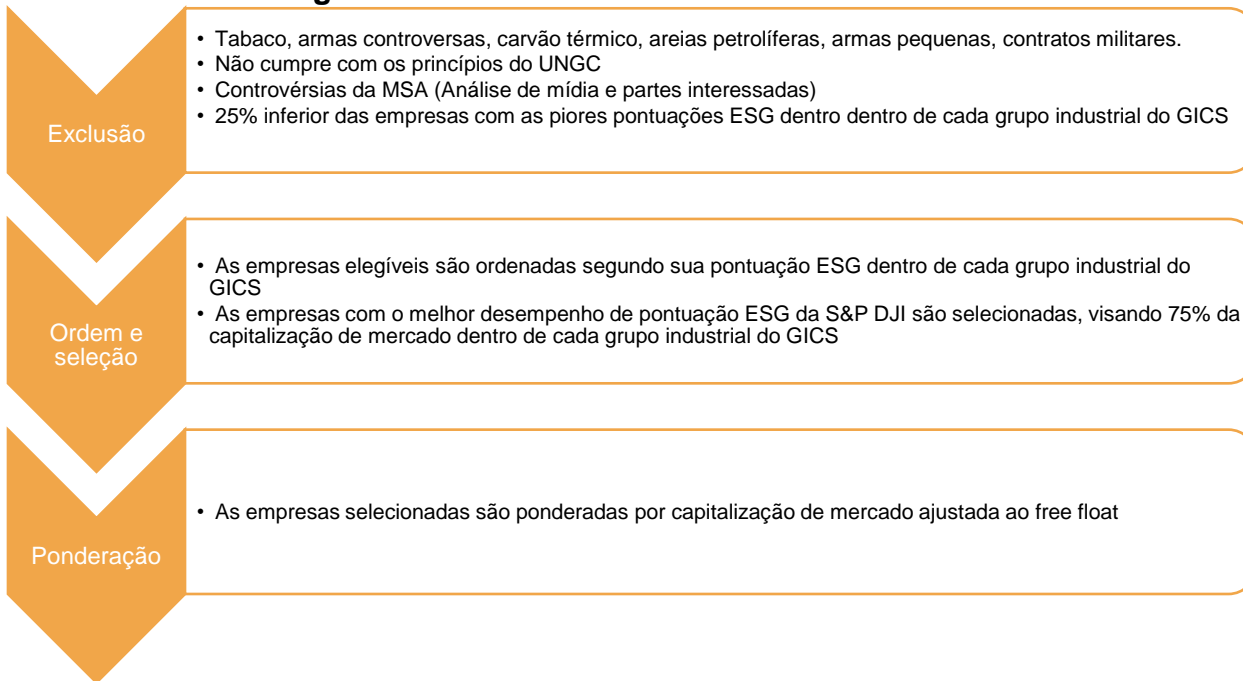 Exclusão
• Tabaco, armas controversas, carvão térmico, areias petrolíferas, armas pequenas, contratos militares.
• Não cumpre com os princípios do UNGC
• Controvérsias da MSA (Análise de mídia e partes interessadas)
• 25% inferior das empresas com as piores pontuações ESG dentro dentro de cada grupo industrial do GICS
Ordem e
seleção
• As empresas elegíveis são ordenadas segundo sua pontuação ESG dentro de cada grupo industrial do
GICS
• As empresas com o melhor desempenho de pontuação ESG da S&P DJI são selecionadas, visando 75% da
capitalização de mercado dentro de cada grupo industrial do GICS
Ponderação
• As empresas selecionadas são ponderadas por capitalização de mercado ajustada ao free float